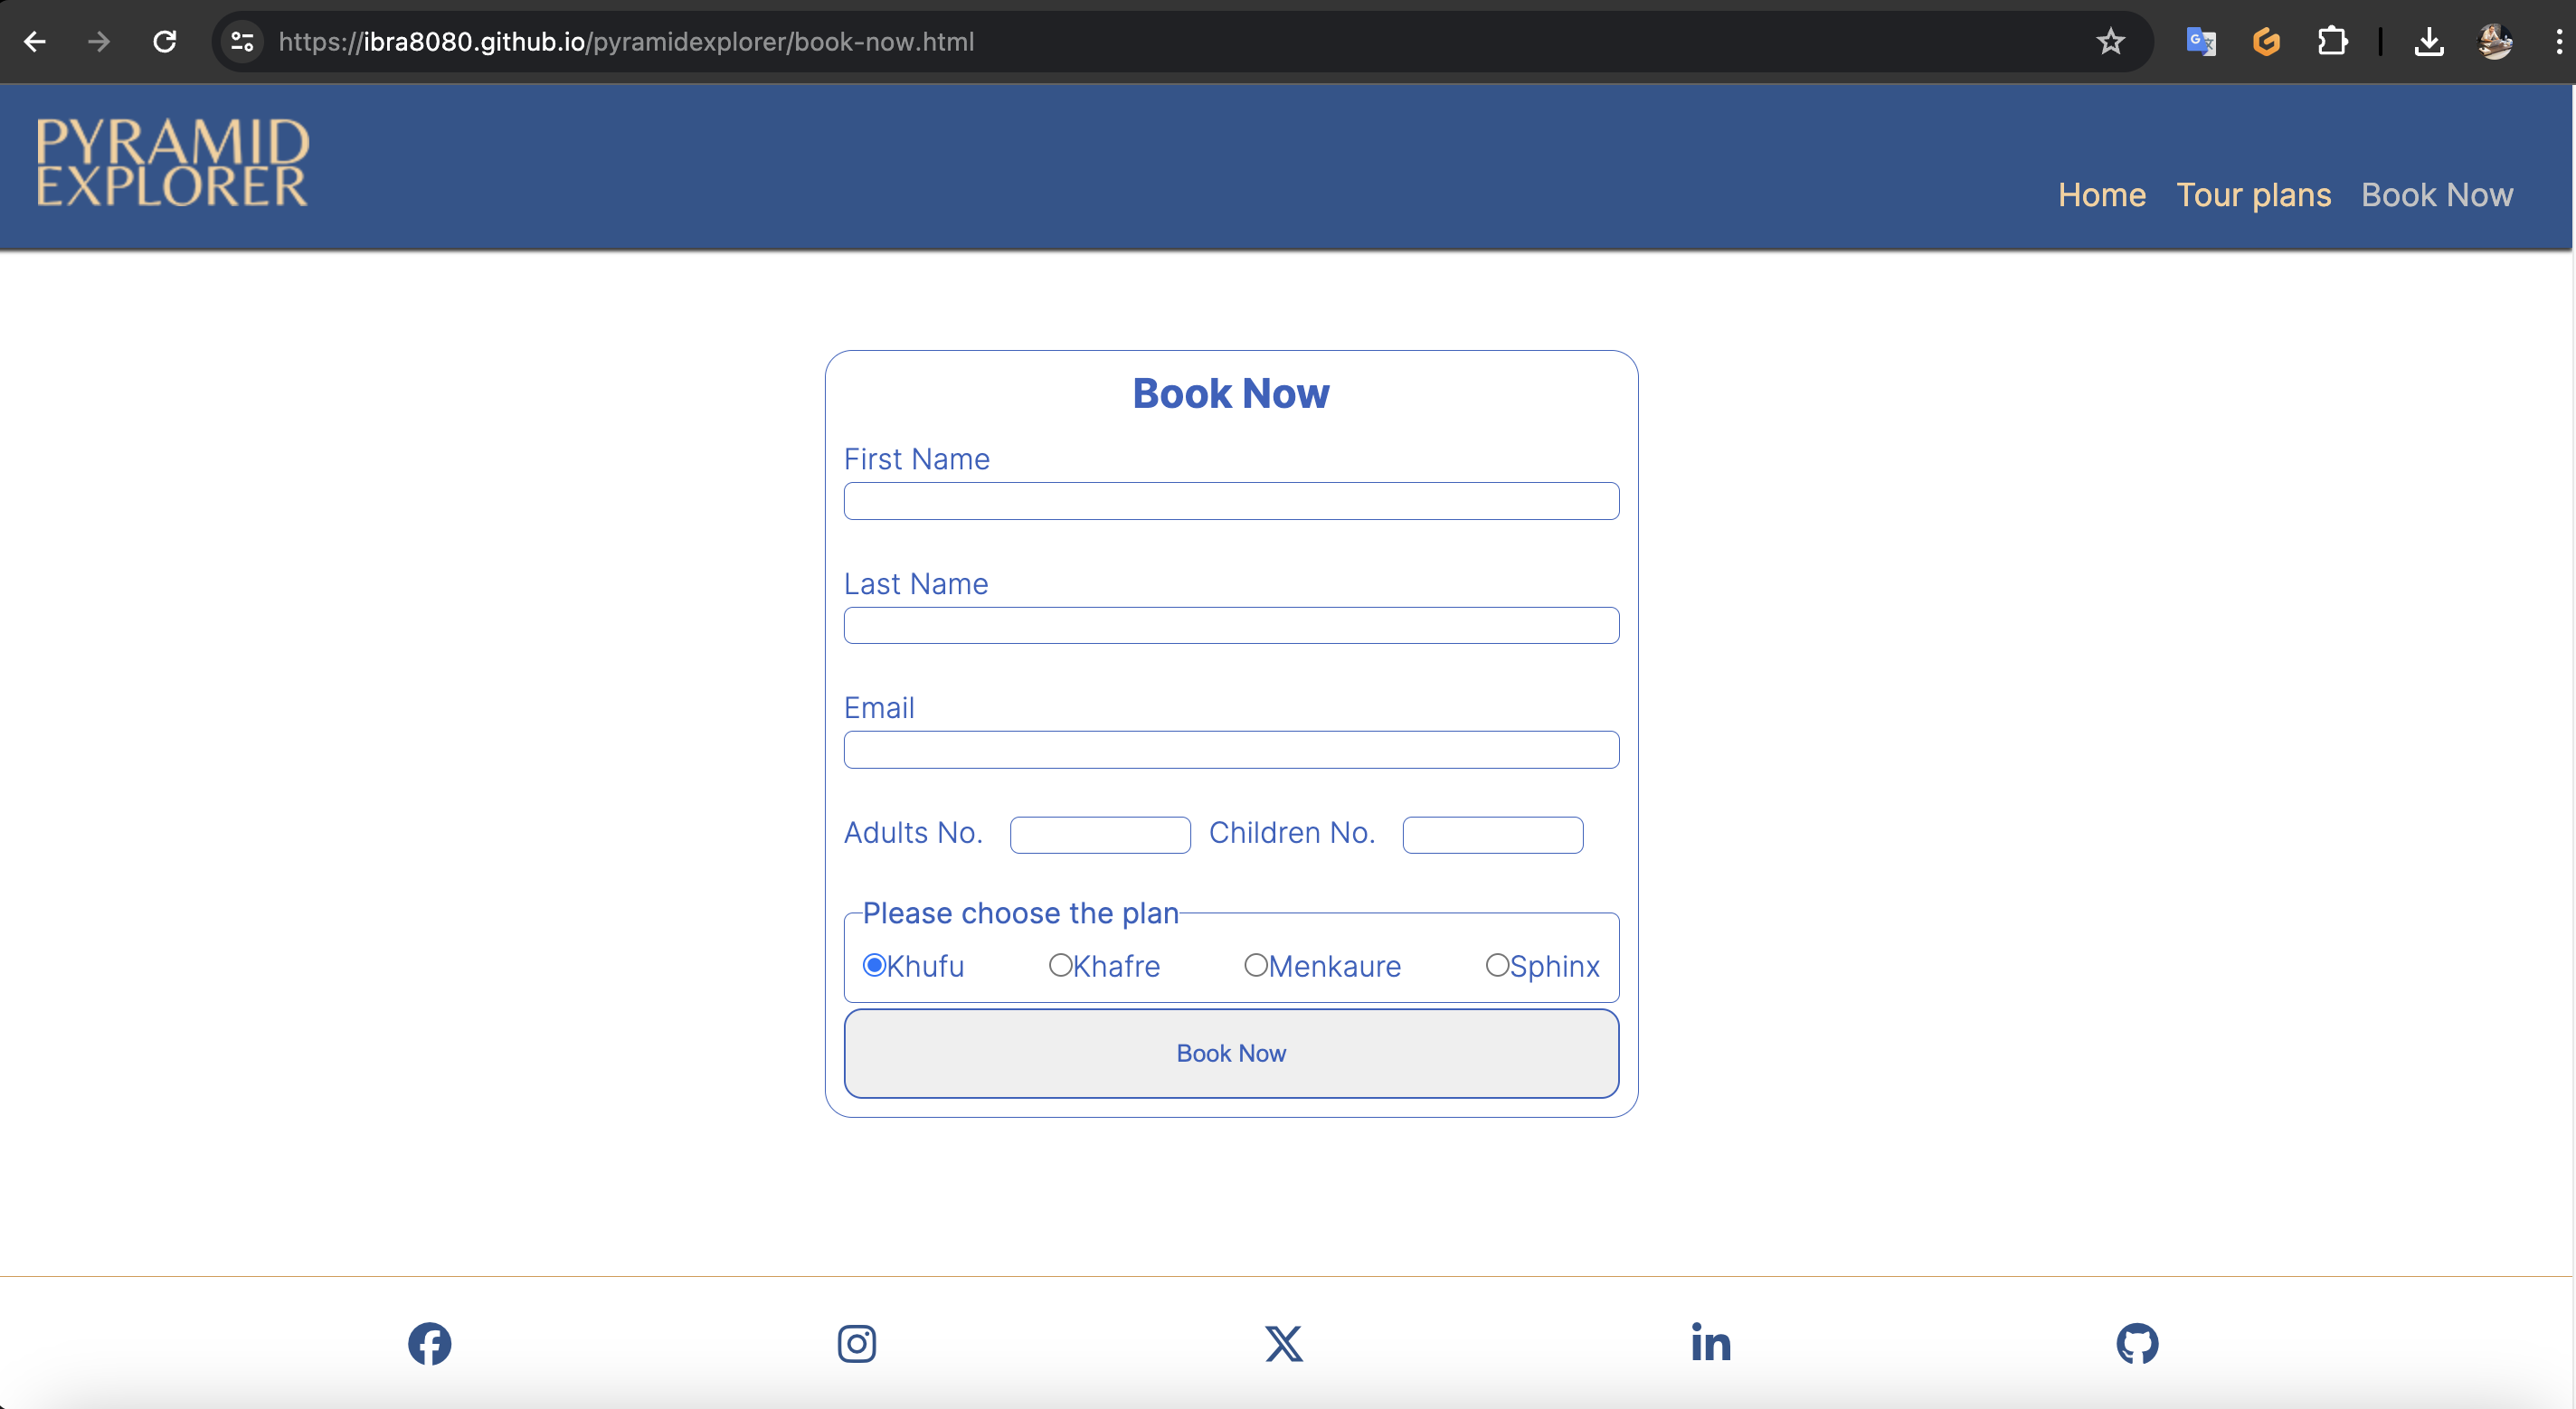 https://ibra8080.github.io/pyramidexplorer/book-now.html
PYRAMID
EXPLORER
Home Tour plans Book Now
Book Now
First Name
Last Name
Email
Adults No. Children No.
Please choose the plan
Khufu Khafre Menkaure Sphinx
Book Now